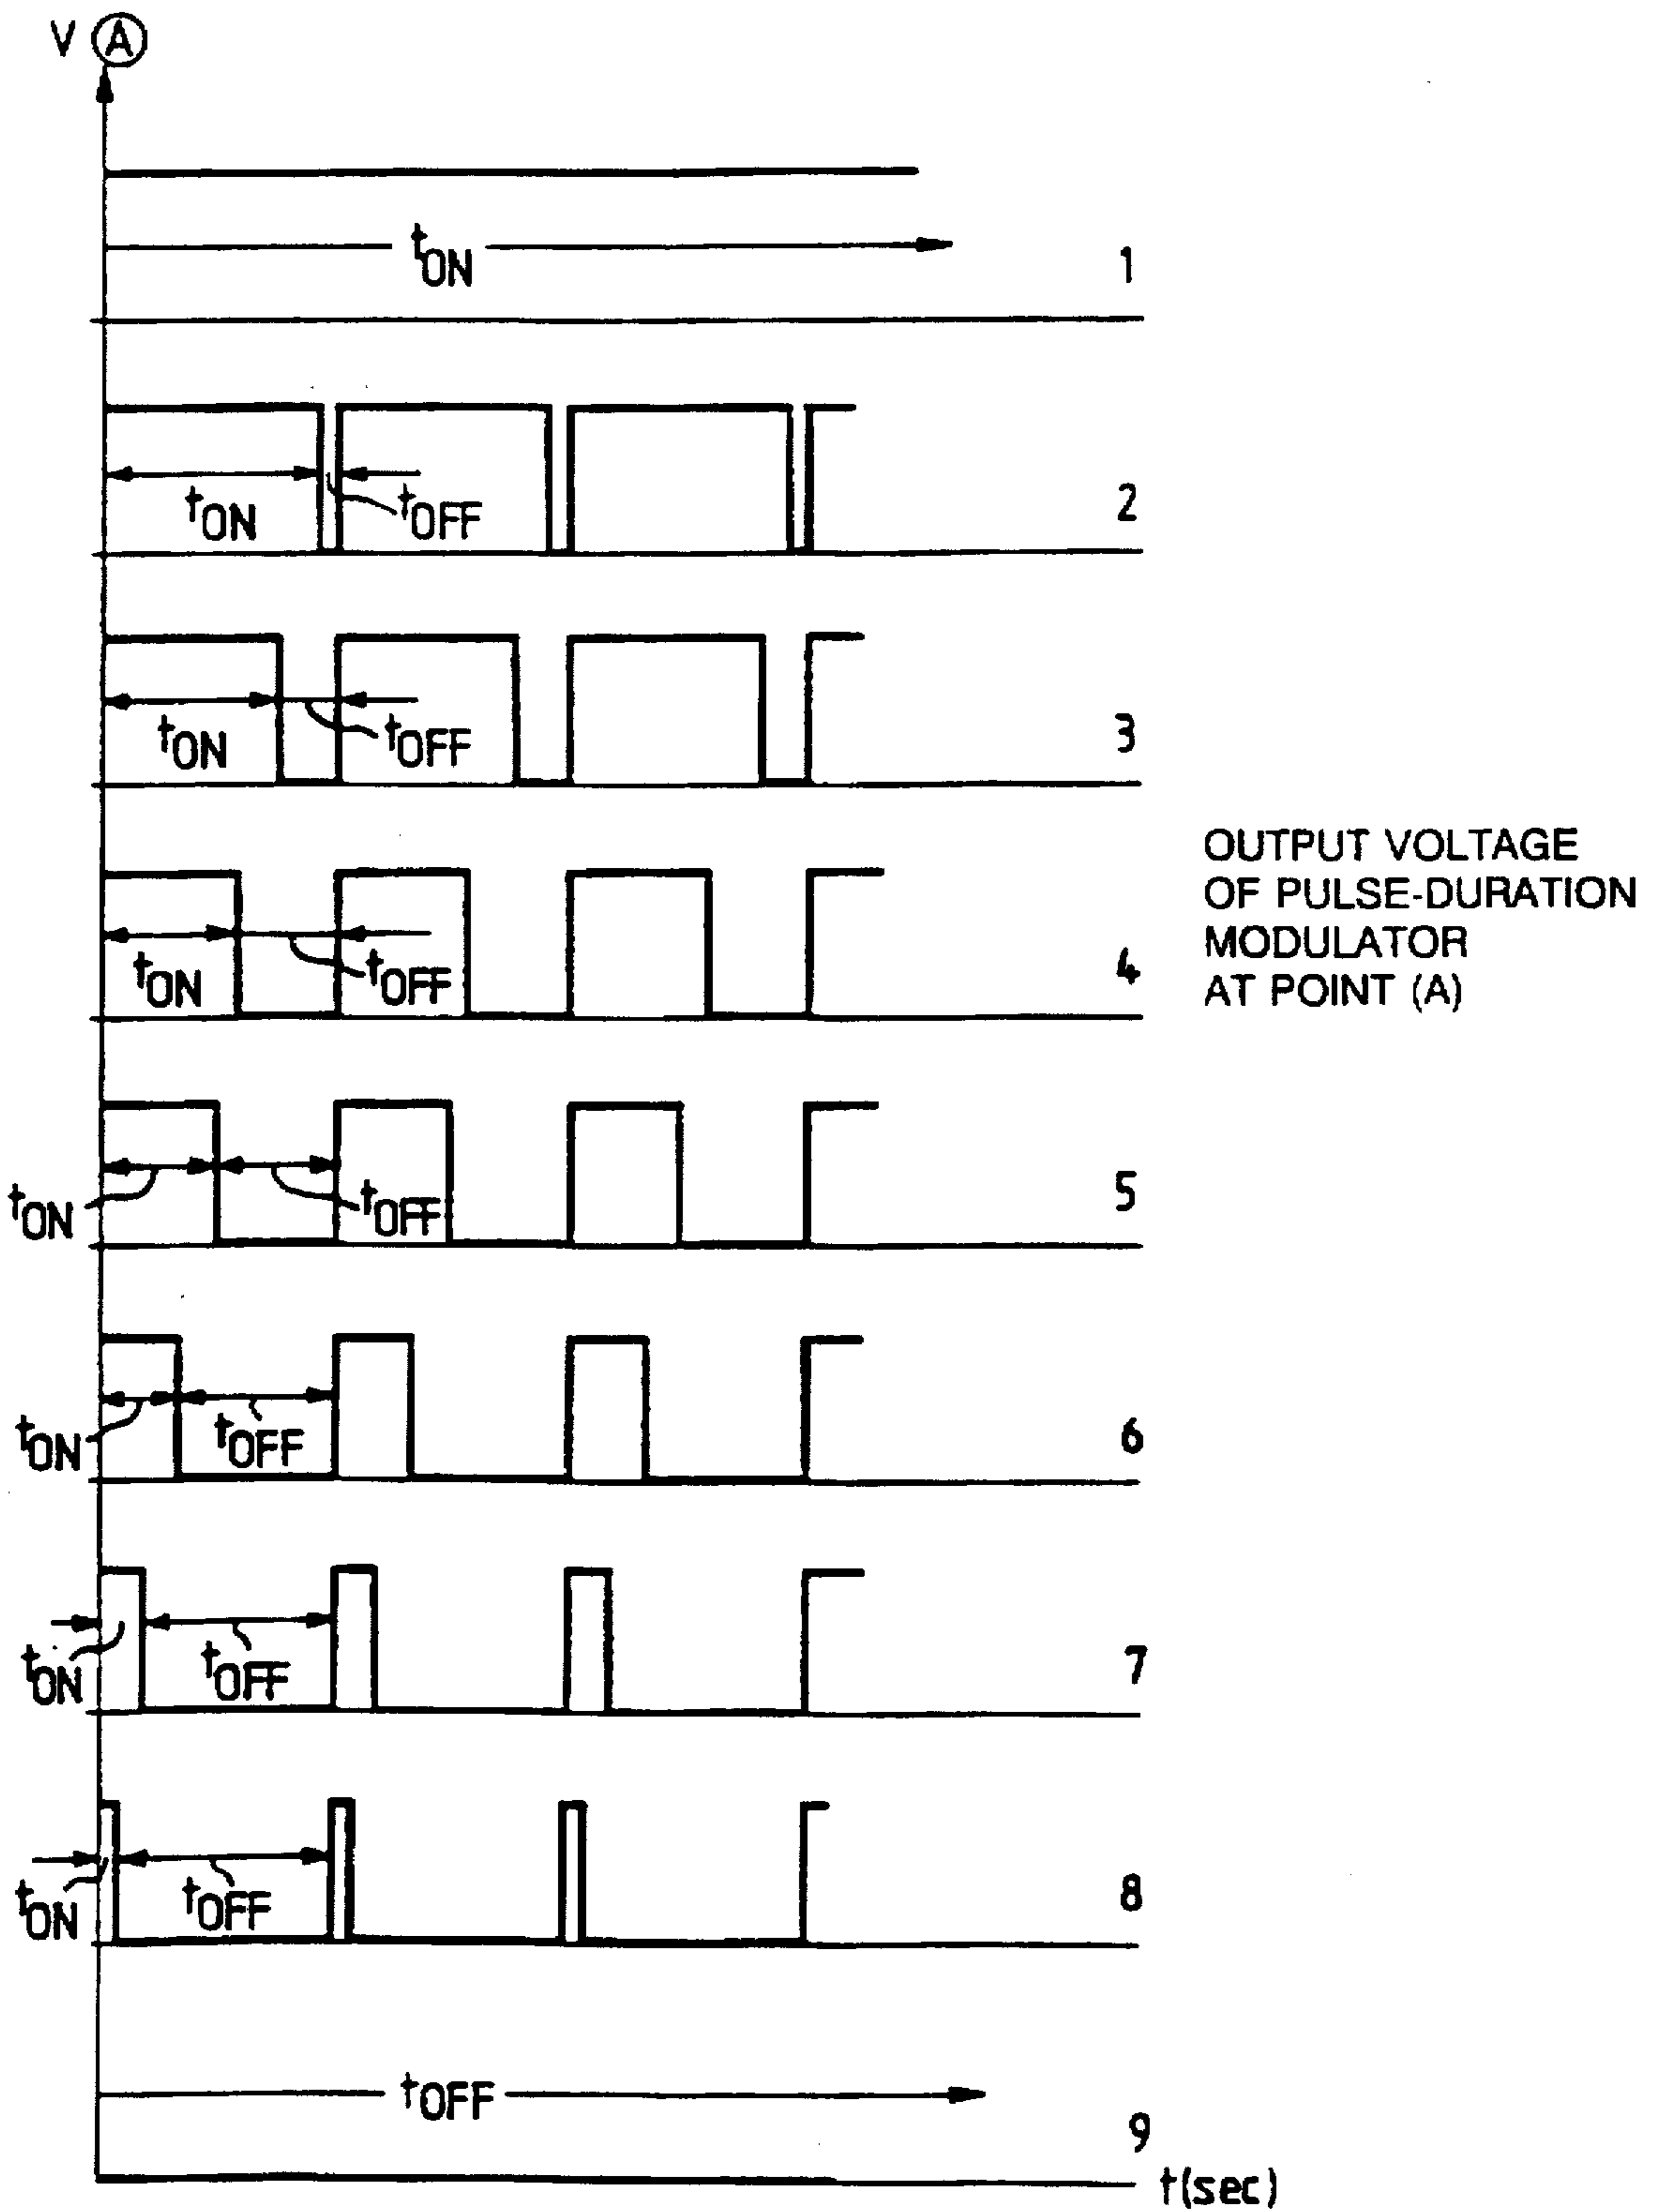 V Ⓐ
tON
1
tON
tOFF
2
tON
tOFF
3
OUTPUT VOLTAGE
OF PULSE-DURATION
MODULATOR
AT POINT (A)
tON
tOFF
4
tON
tOFF
5
tON
tOFF
6
tON
tOFF
7
tON
tOFF
8
tOFF
9
t(sec)